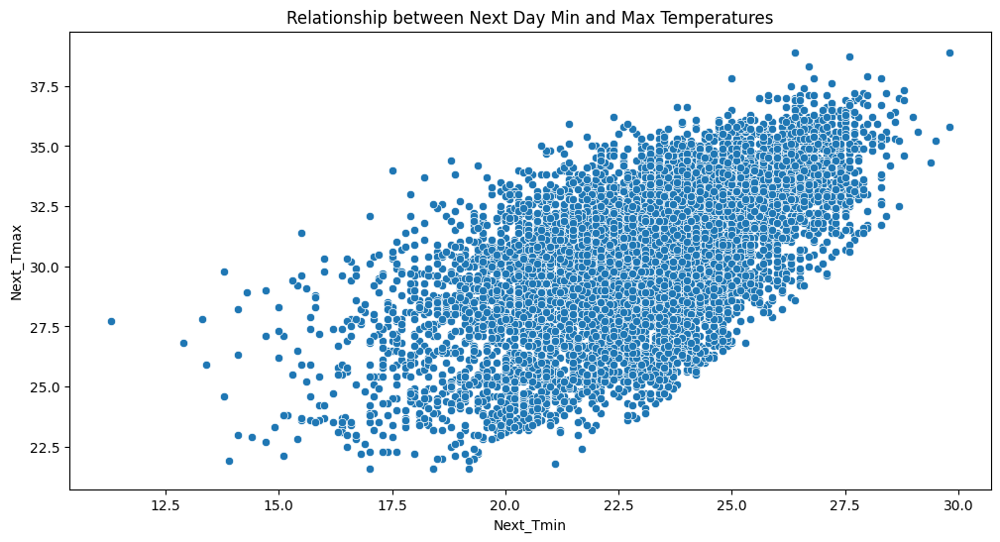 Relationship between Next Day Min and Max Temperatures
Next_Tmax
37.5
35.0
32.5
30.0
27.5
25.0
22.5
12.5 15.0 17.5 20.0 22.5 25.0 27.5 30.0
Next_Tmin